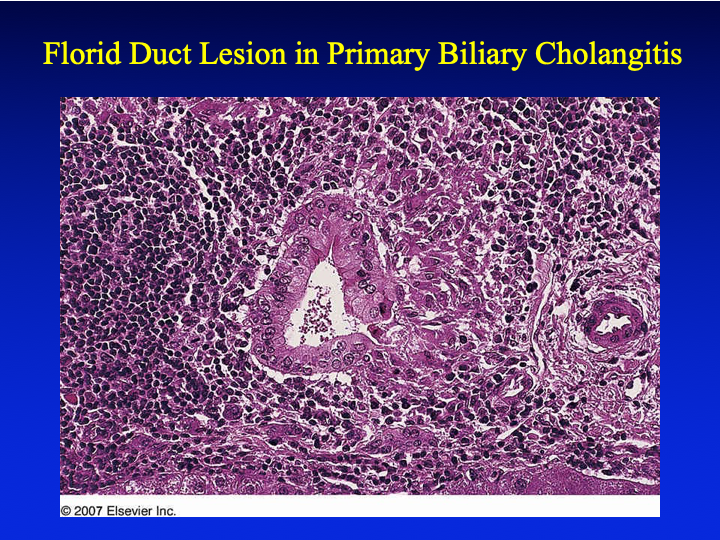 Florid Duct Lesion in Primary Biliary Cholangitis
© 2007 Elsevier Inc.